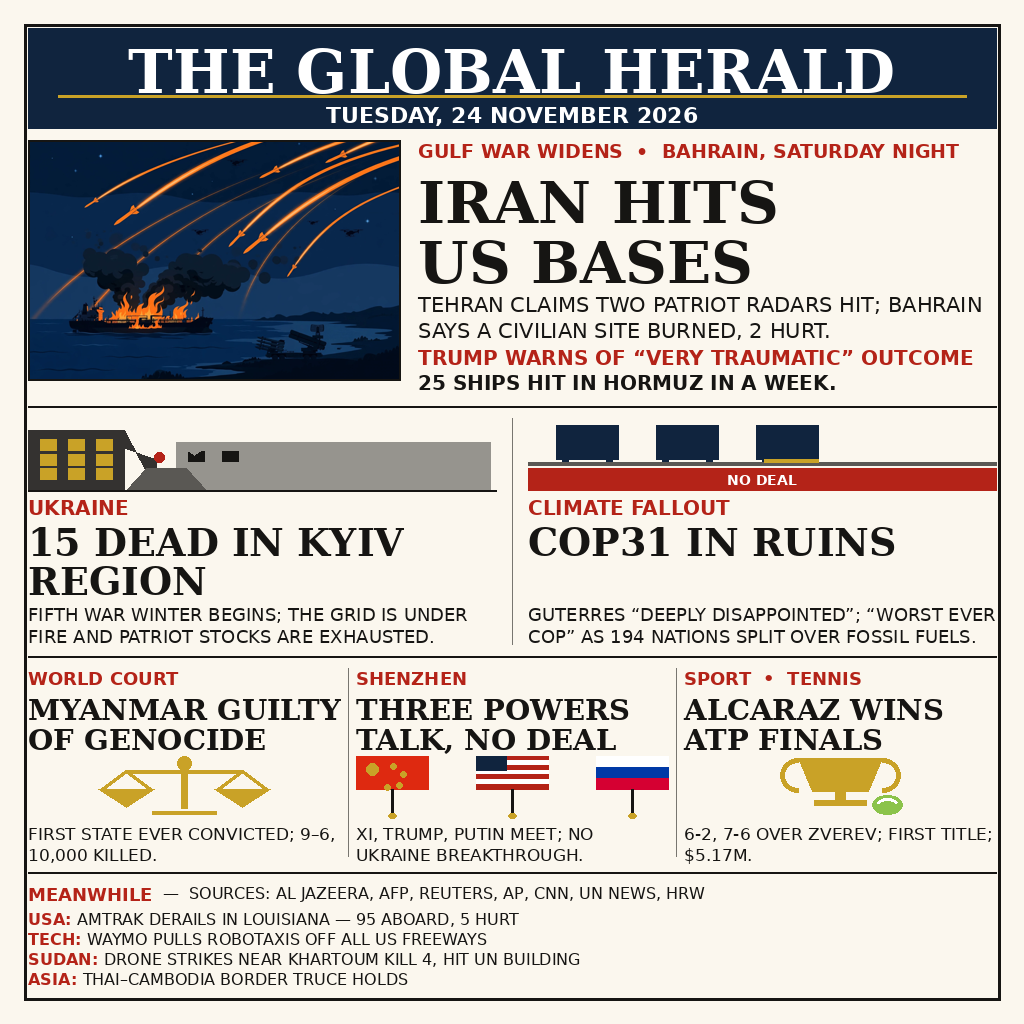 THE GLOBAL HERALD
TUESDAY, 24 NOVEMBER 2026
GULF WAR WIDENS • BAHRAIN, SATURDAY NIGHT
IRAN HITS
US BASES
TEHRAN CLAIMS TWO PATRIOT RADARS HIT; BAHRAIN
SAYS A CIVILIAN SITE BURNED, 2 HURT.
TRUMP WARNS OF “VERY TRAUMATIC” OUTCOME
25 SHIPS HIT IN HORMUZ IN A WEEK.
UKRAINE
15 DEAD IN KYIV
REGION
FIFTH WAR WINTER BEGINS; THE GRID IS UNDER
FIRE AND PATRIOT STOCKS ARE EXHAUSTED.
NO DEAL
CLIMATE FALLOUT
COP31 IN RUINS
GUTERRES “DEEPLY DISAPPOINTED”; “WORST EVER
COP” AS 194 NATIONS SPLIT OVER FOSSIL FUELS.
WORLD COURT
MYANMAR GUILTY
OF GENOCIDE
FIRST STATE EVER CONVICTED; 9–6,
10,000 KILLED.
SHENZHEN
THREE POWERS
TALK, NO DEAL
XI, TRUMP, PUTIN MEET; NO
UKRAINE BREAKTHROUGH.
SPORT • TENNIS
ALCARAZ WINS
ATP FINALS
6-2, 7-6 OVER ZVEREV; FIRST TITLE;
$5.17M.
MEANWHILE — SOURCES: AL JAZEERA, AFP, REUTERS, AP, CNN, UN NEWS, HRW
USA: AMTRAK DERAILS IN LOUISIANA — 95 ABOARD, 5 HURT
TECH: WAYMO PULLS ROBOTAXIS OFF ALL US FREEWAYS
SUDAN: DRONE STRIKES NEAR KHARTOUM KILL 4, HIT UN BUILDING
ASIA: THAI–CAMBODIA BORDER TRUCE HOLDS